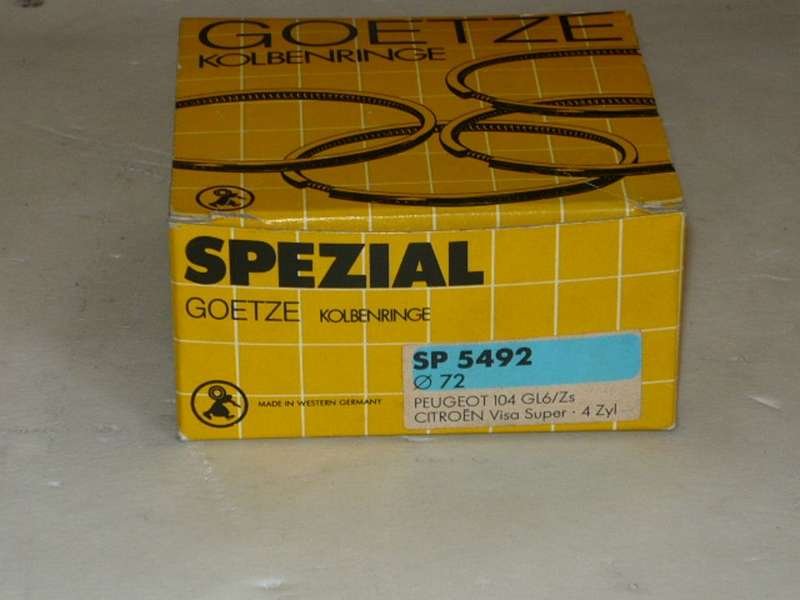 GOETZE
KOLBENRINGE
SPEZIAL
GOETZE KOLBENRINGE
SP 5492
Ø 72
PEUGEOT 104 GL6/Zs
CITROËN Visa Super · 4 Zyl
MADE IN WESTERN GERMANY